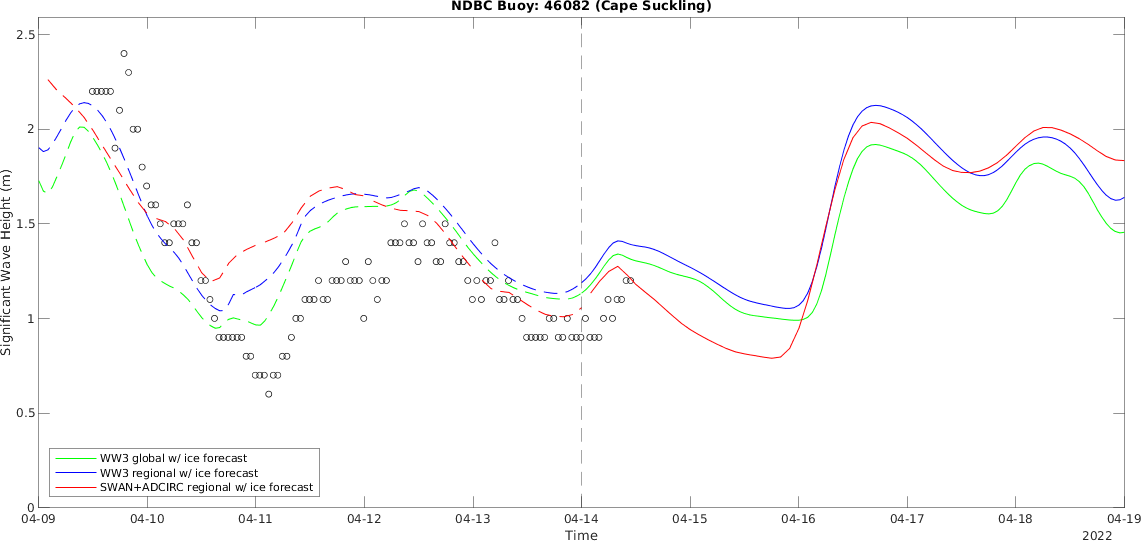 NDBC Buoy: 46082 (Cape Suckling)
Significant Wave Height (m)
2.5
2
1.5
1
0.5
0
WW3 global w/ ice forecast
WW3 regional w/ ice forecast
SWAN+ADCIRC regional w/ ice forecast
04-09 04-10 04-11 04-12 04-13 04-14 04-15 04-16 04-17 04-18 04-19
Time
2022